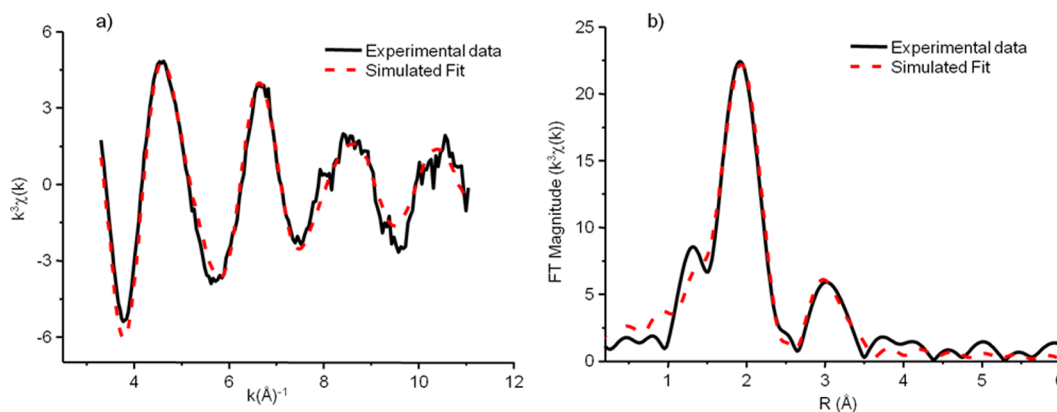 a)
Experimental data
Simulated Fit
k³χ(k)
6
3
0
-3
-6
4
6
8
10
12
k(Å)⁻¹
b)
Experimental data
Simulated Fit
FT Magnitude (k³χ(k))
25
20
15
10
5
0
1
2
3
4
5
6
R (Å)